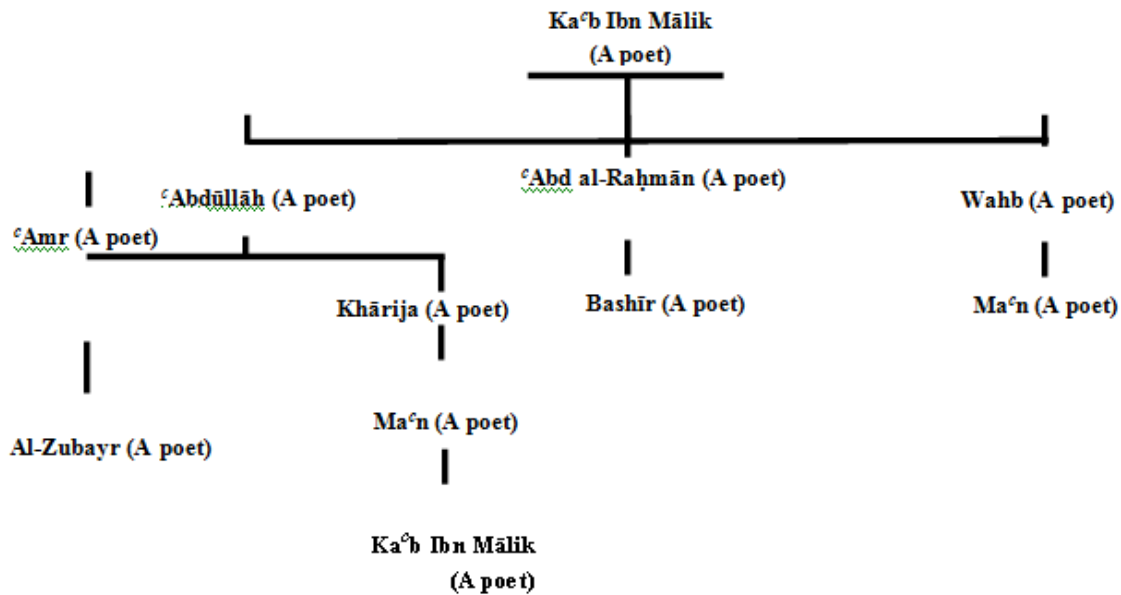 Kaᶜb Ibn Mālik
(A poet)
ᶜAbd al-Raḥmān (A poet)
ᶜAbdūllāh (A poet)
Wahb (A poet)
ᶜAmr (A poet)
Khārija (A poet)
Bashīr (A poet)
Maᶜn (A poet)
Maᶜn (A poet)
Al-Zubayr (A poet)
Kaᶜb Ibn Mālik
(A poet)